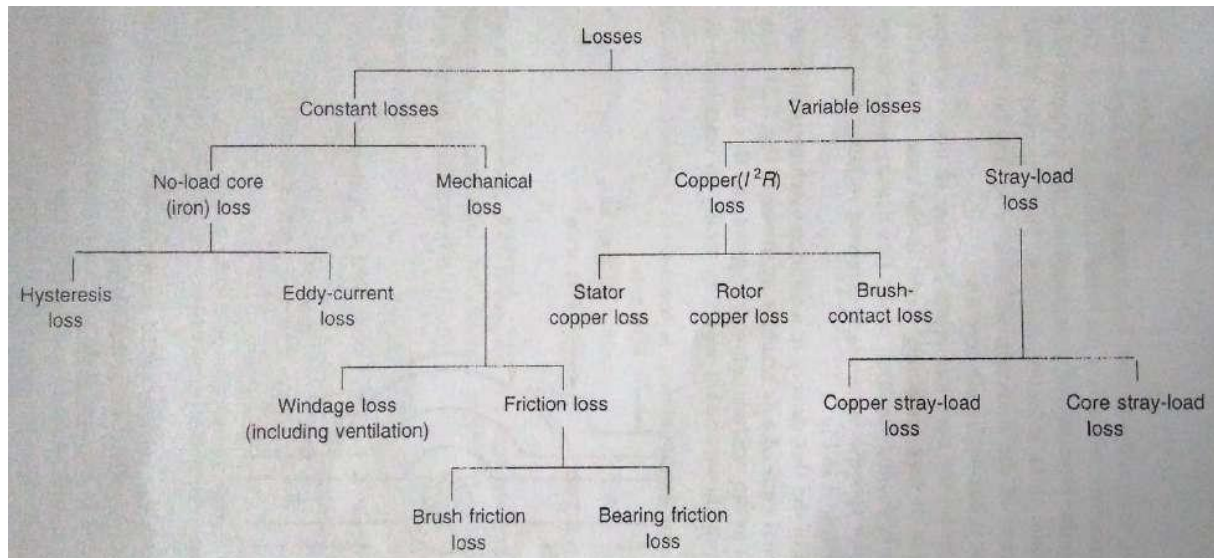 Losses
Constant losses
Variable losses
No-load core
(iron) loss
Mechanical
loss
Copper(I²R)
loss
Stray-load
loss
Hysteresis
loss
Eddy-current
loss
Stator
copper loss
Rotor
copper loss
Brush-
contact loss
Windage loss
(including ventilation)
Friction loss
Copper stray-load
loss
Core stray-load
loss
Brush friction
loss
Bearing friction
loss